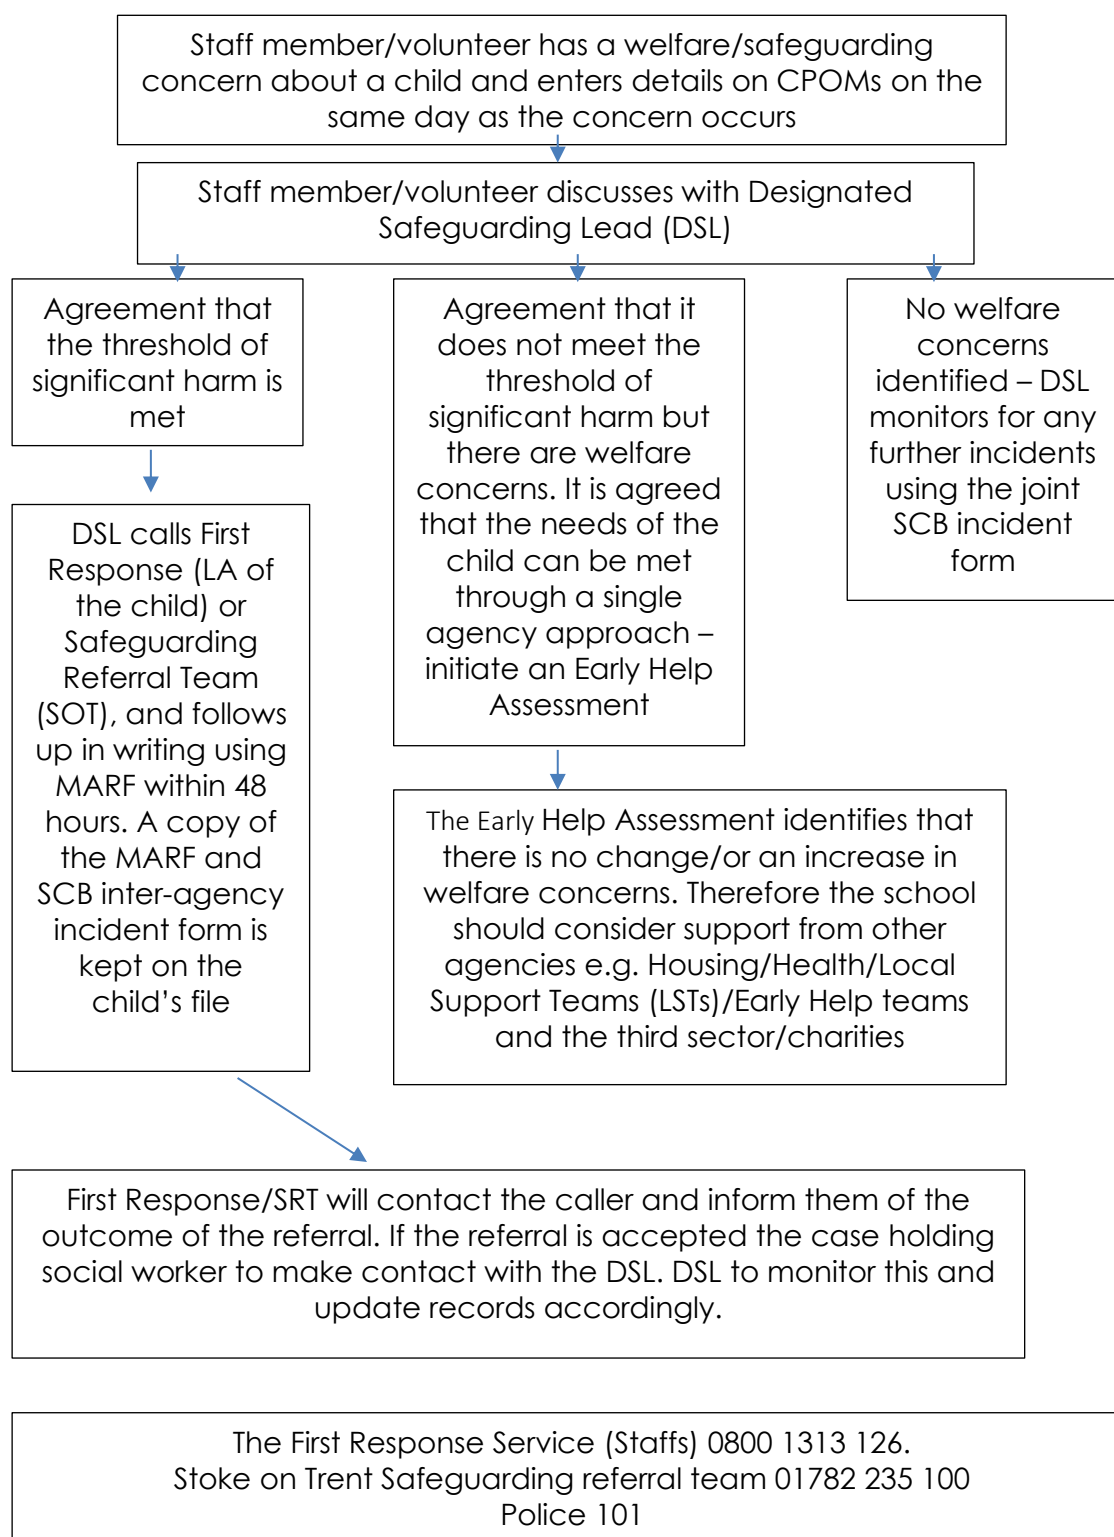 Staff member/volunteer has a welfare/safeguarding
concern about a child and enters details on CPOMs on the
same day as the concern occurs
Staff member/volunteer discusses with Designated
Safeguarding Lead (DSL)
Agreement that
the threshold of
significant harm is
met
DSL calls First
Response (LA of
the child) or
Safeguarding
Referral Team
(SOT), and follows
up in writing using
MARF within 48
hours. A copy of
the MARF and
SCB inter-agency
incident form is
kept on the
child’s file
Agreement that it
does not meet the
threshold of
significant harm but
there are welfare
concerns. It is agreed
that the needs of the
child can be met
through a single
agency approach –
initiate an Early Help
Assessment
The Early Help Assessment identifies that
there is no change/or an increase in
welfare concerns. Therefore the school
should consider support from other
agencies e.g. Housing/Health/Local
Support Teams (LSTs)/Early Help teams
and the third sector/charities
No welfare
concerns
identified – DSL
monitors for any
further incidents
using the joint
SCB incident
form
First Response/SRT will contact the caller and inform them of the
outcome of the referral. If the referral is accepted the case holding
social worker to make contact with the DSL. DSL to monitor this and
update records accordingly.
The First Response Service (Staffs) 0800 1313 126.
Stoke on Trent Safeguarding referral team 01782 235 100
Police 101